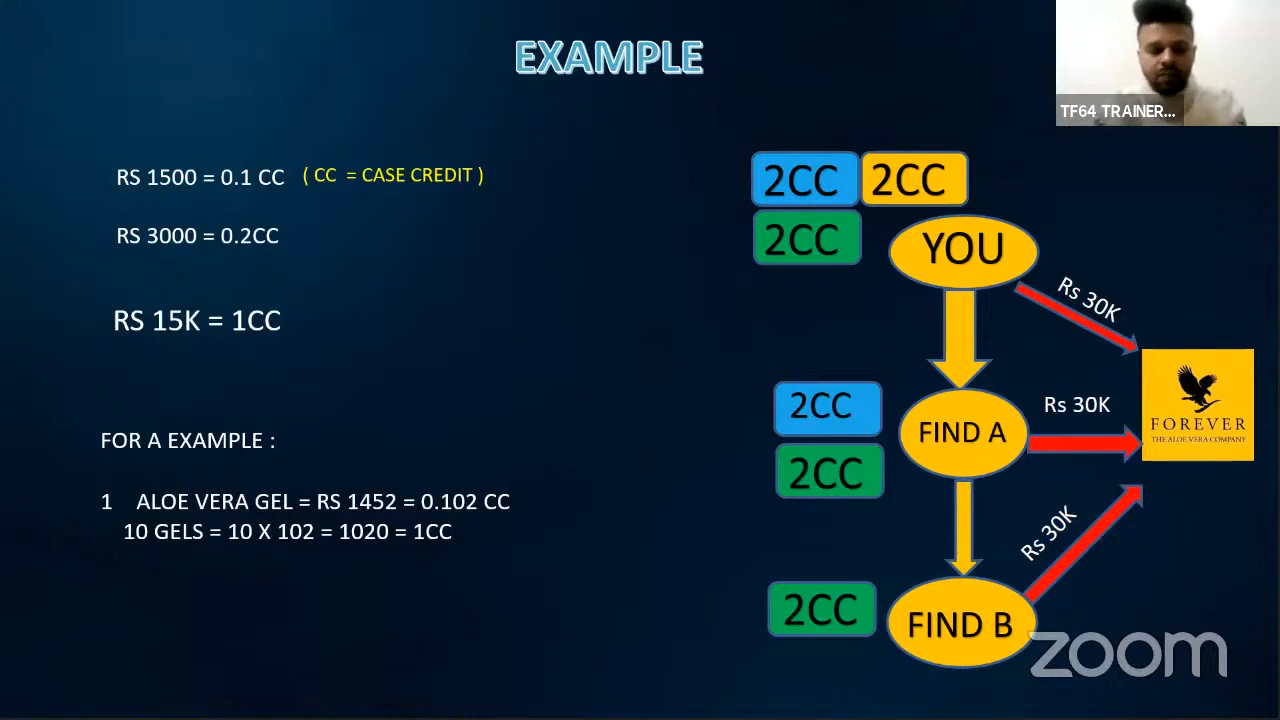 EXAMPLE
TF64 TRAINER...
RS 1500 = 0.1 CC ( CC = CASE CREDIT )
RS 3000 = 0.2CC
RS 15K = 1CC
FOR A EXAMPLE :
1 ALOE VERA GEL = RS 1452 = 0.102 CC
10 GELS = 10 X 102 = 1020 = 1CC
2CC 2CC
2CC
YOU
Rs 30K
2CC
2CC
FIND A
Rs 30K
FOREVER
THE ALOE VERA COMPANY
Rs 30K
2CC
FIND B
zoom